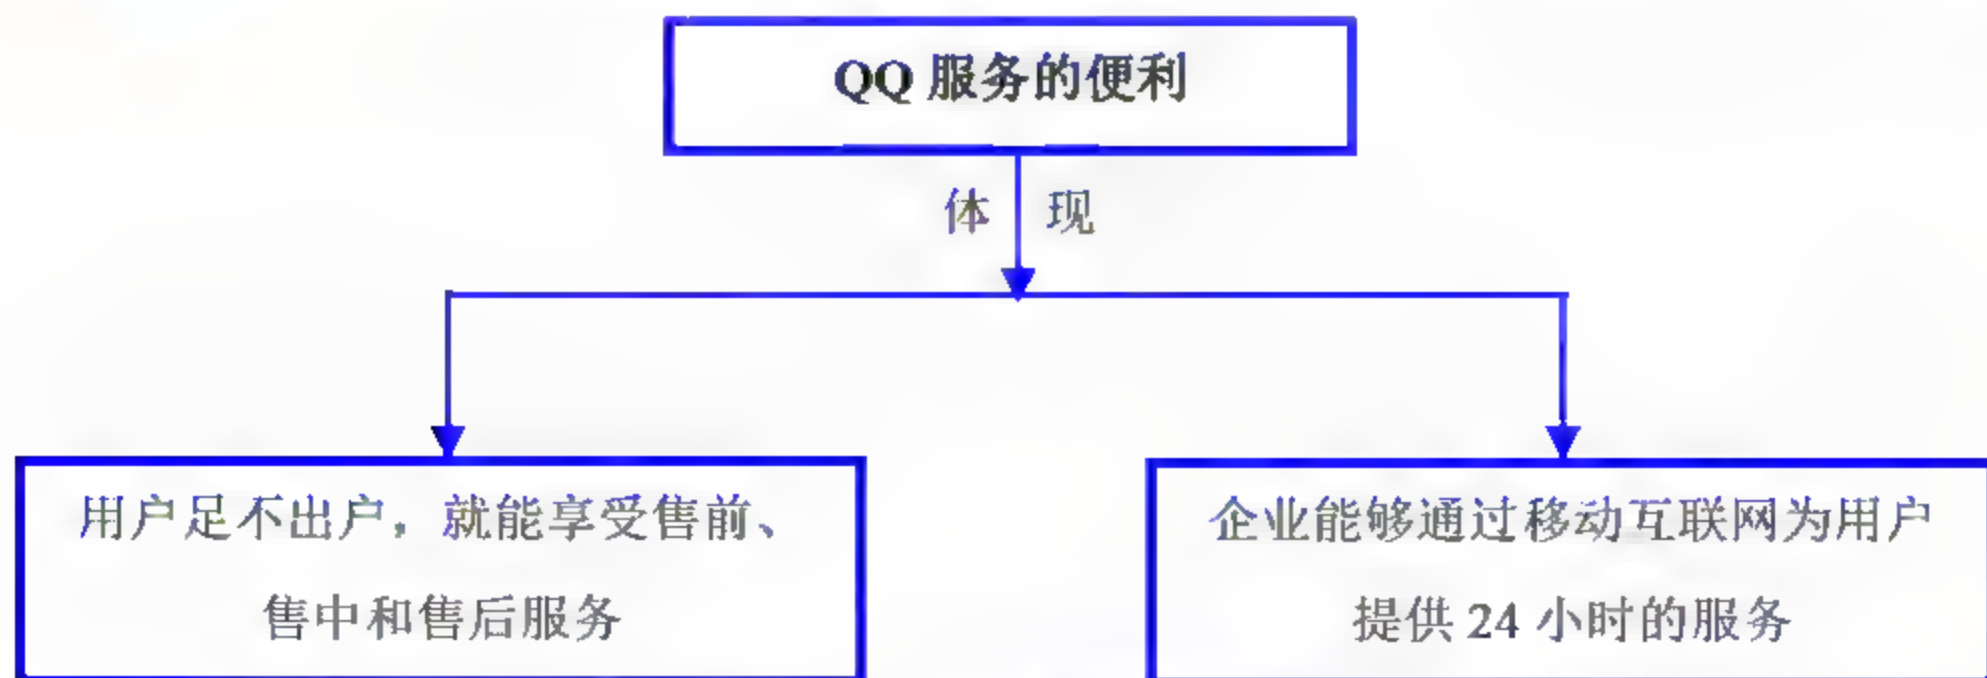 QQ 服务的便利
体 现
用户足不出户，就能享受售前、
售中和售后服务
企业能够通过移动互联网为用户
提供 24 小时的服务